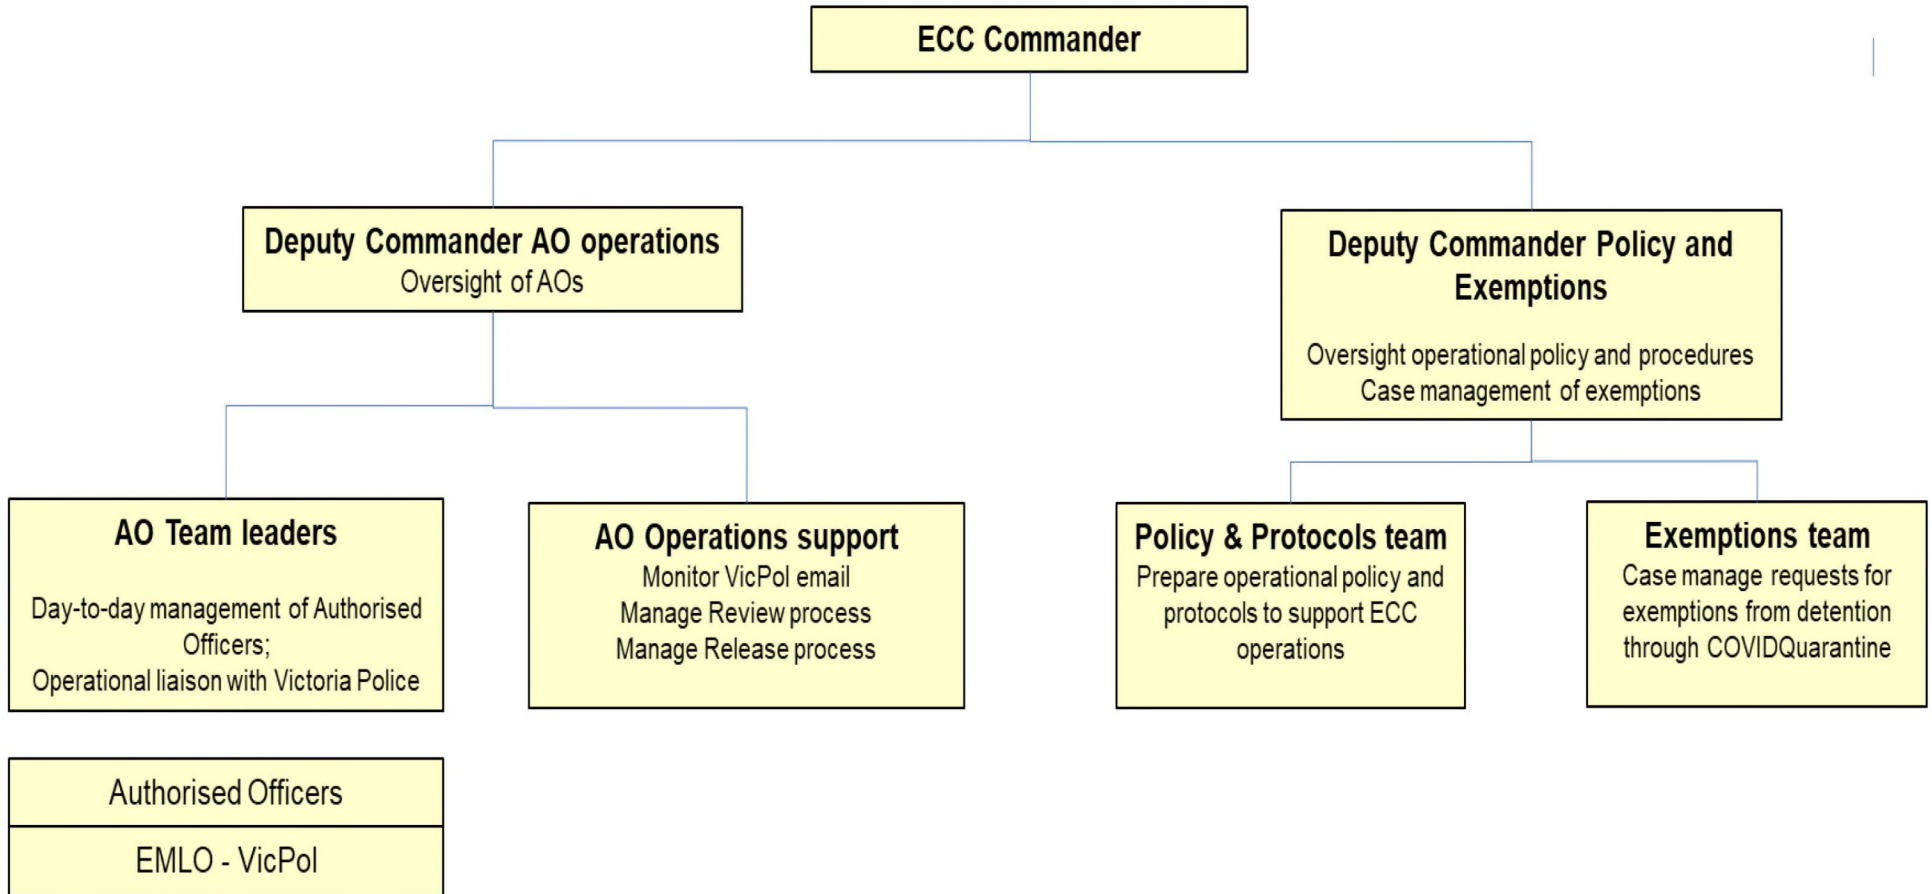 ECC Commander
Deputy Commander AO operations
Oversight of AOs
Deputy Commander Policy and
Exemptions
Oversight operational policy and procedures
Case management of exemptions
AO Team leaders
Day-to-day management of Authorised
Officers;
Operational liaison with Victoria Police
AO Operations support
Monitor VicPol email
Manage Review process
Manage Release process
Policy & Protocols team
Prepare operational policy and
protocols to support ECC
operations
Exemptions team
Case manage requests for
exemptions from detention
through COVIDQuarantine
Authorised Officers
EMLO - VicPol